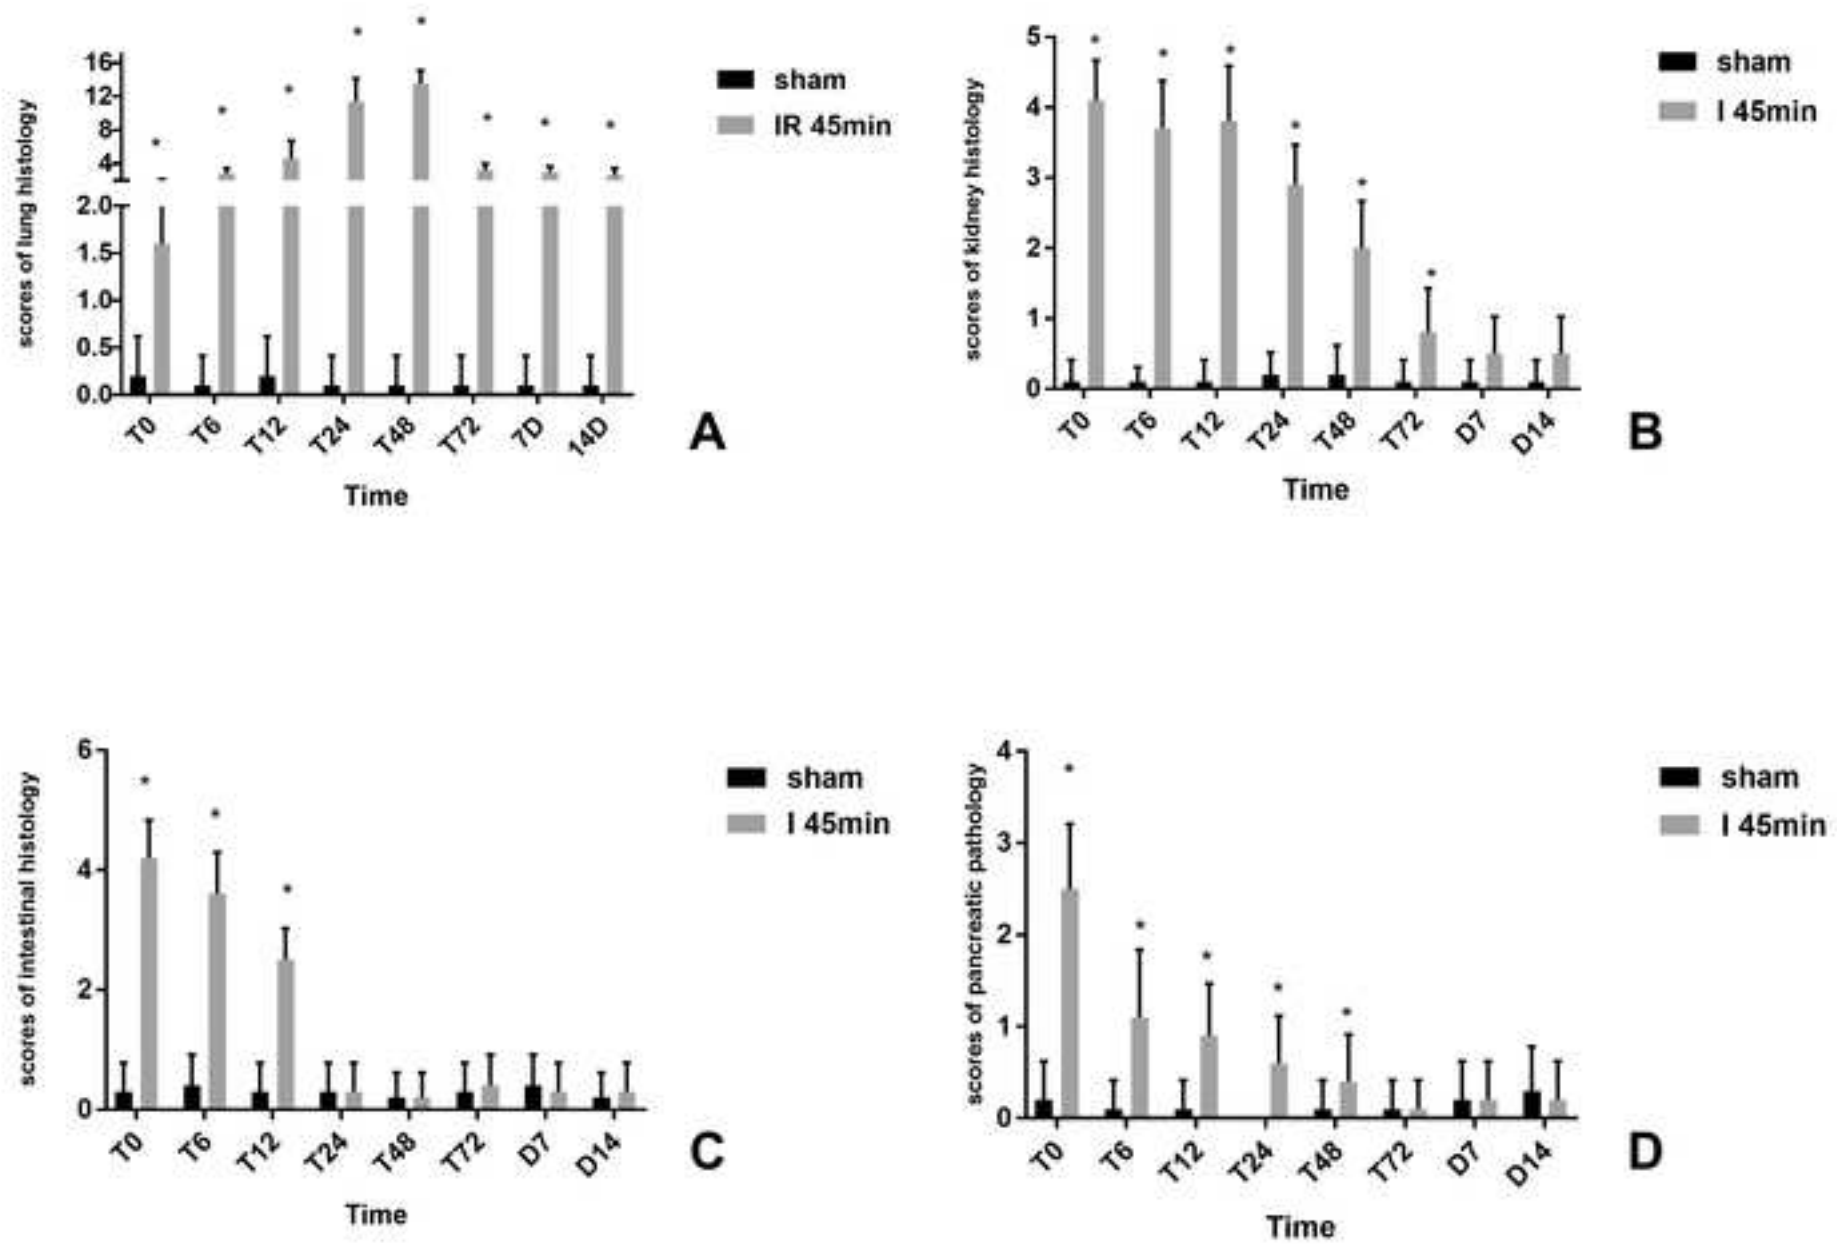 scores of lung histology
16
12
8
4
2.0
1.5
1.0
0.5
0.0
* * * * * * * *
T0 T6 T12 T24 T48 T72 7D 14D
Time
sham
IR 45min
A
scores of kidney histology
5
4
3
2
1
0
* * * * * *
T0 T6 T12 T24 T48 T72 D7 D14
Time
sham
I 45min
B
scores of intestinal histology
6
4
2
0
* * *
T0 T6 T12 T24 T48 T72 D7 D14
Time
sham
I 45min
C
scores of pancreatic pathology
4
3
2
1
0
* * * * *
T0 T6 T12 T24 T48 T72 D7 D14
Time
sham
I 45min
D